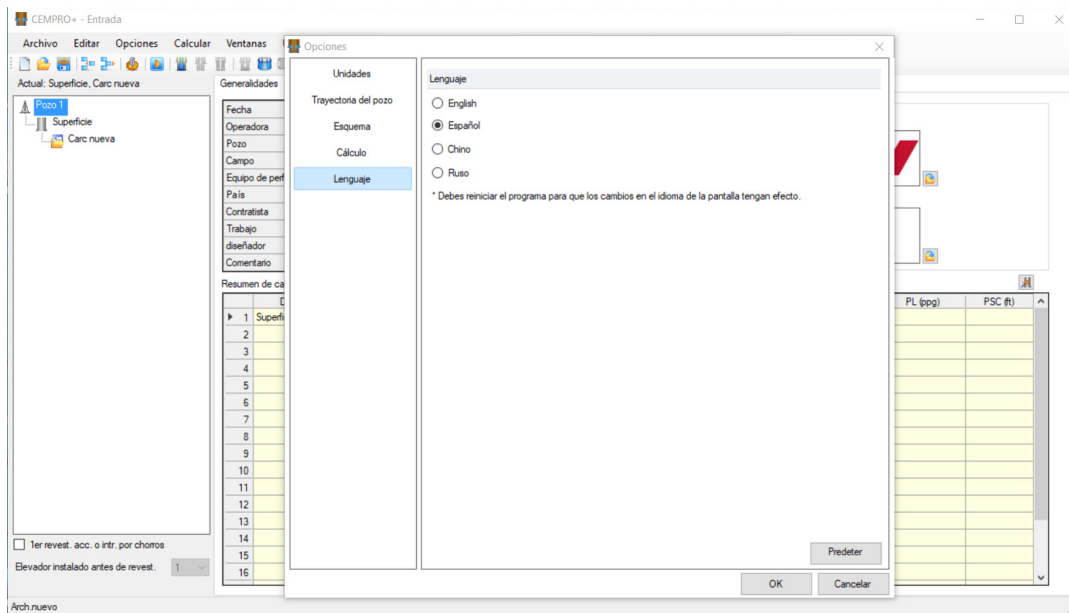 CEMPRO+ - Entrada
Archivo Editar Opciones Calcular Ventanas
Actual: Superficie, Carc nueva
Pozo 1
Superficie
Carc nueva
1er revest. acc. o intr. por chorros
Elevador instalado antes de revest. 1
Generalidades
Fecha
Operadora
Pozo
Campo
Equipo de perf
País
Contratista
Trabajo
diseñador
Comentario
Resumen de ca
PL (ppg) PSC (ft)
1 Superfi
2
3
4
5
6
7
8
9
10
11
12
13
14
15
16
Opciones
Unidades
Trayectoria del pozo
Esquema
Cálculo
Lenguaje
Lenguaje
English
Español
Chino
Ruso
* Debes reiniciar el programa para que los cambios en el idioma de la pantalla tengan efecto.
Predeter
OK Cancelar
Arch.nuevo